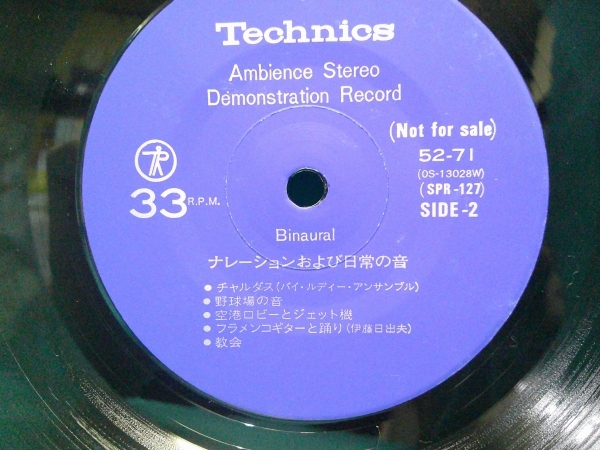 Technics
Ambience Stereo
Demonstration Record
(Not for sale)
52-71
(OS-13028W)
(SPR-127)
SIDE-2
33 R.P.M.
Binaural
ナレーションおよび日常の音
● チャルダス(バイ・ルディー・アンサンブル)
● 野球場の音
● 空港ロビーとジェット機
● フラメンコギターと踊り(伊藤日出夫)
● 教会